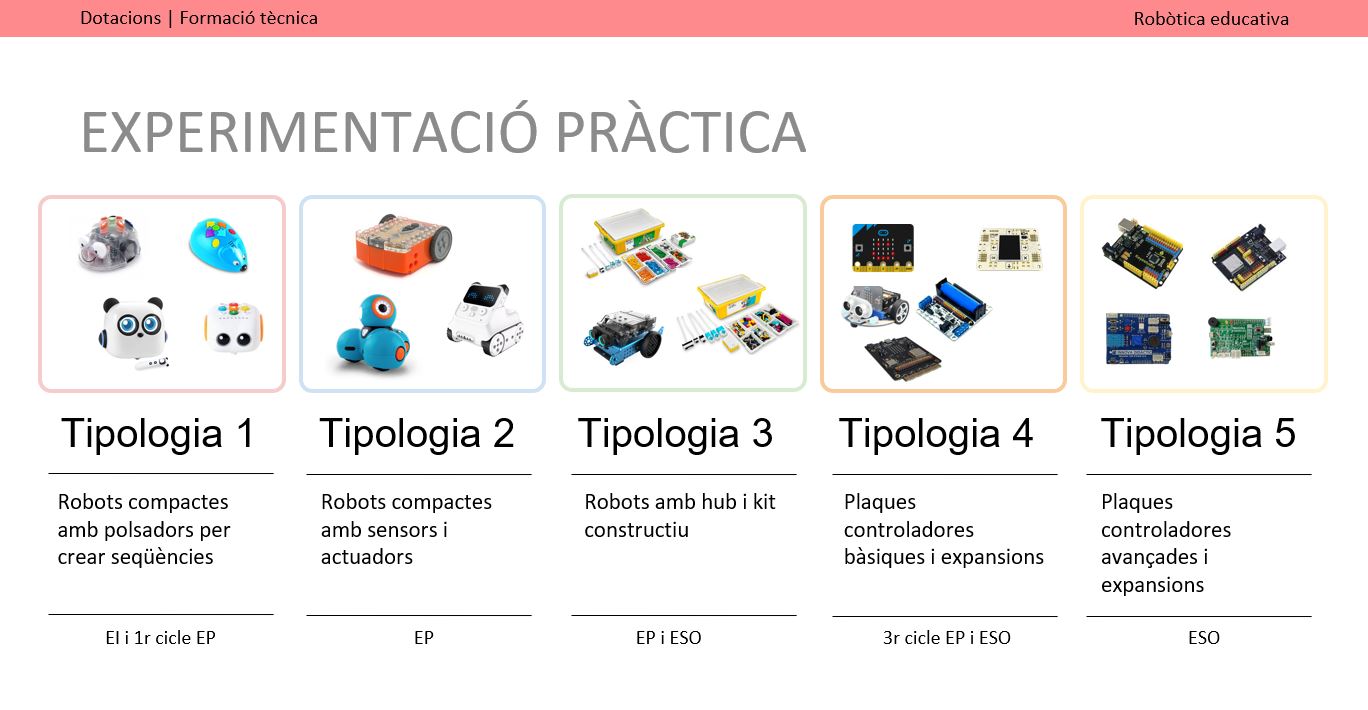 Dotacions | Formació tècnica
Robòtica educativa
EXPERIMENTACIÓ PRÀCTICA
Tipologia 1
Robots compactes
amb polsadors per
crear seqüències
EI i 1r cicle EP
Tipologia 2
Robots compactes
amb sensors i
actuadors
EP
Tipologia 3
Robots amb hub i kit
constructiu
EP i ESO
Tipologia 4
Plaques
controladores
bàsiques i expansions
3r cicle EP i ESO
Tipologia 5
Plaques
controladores
avançades i
expansions
ESO